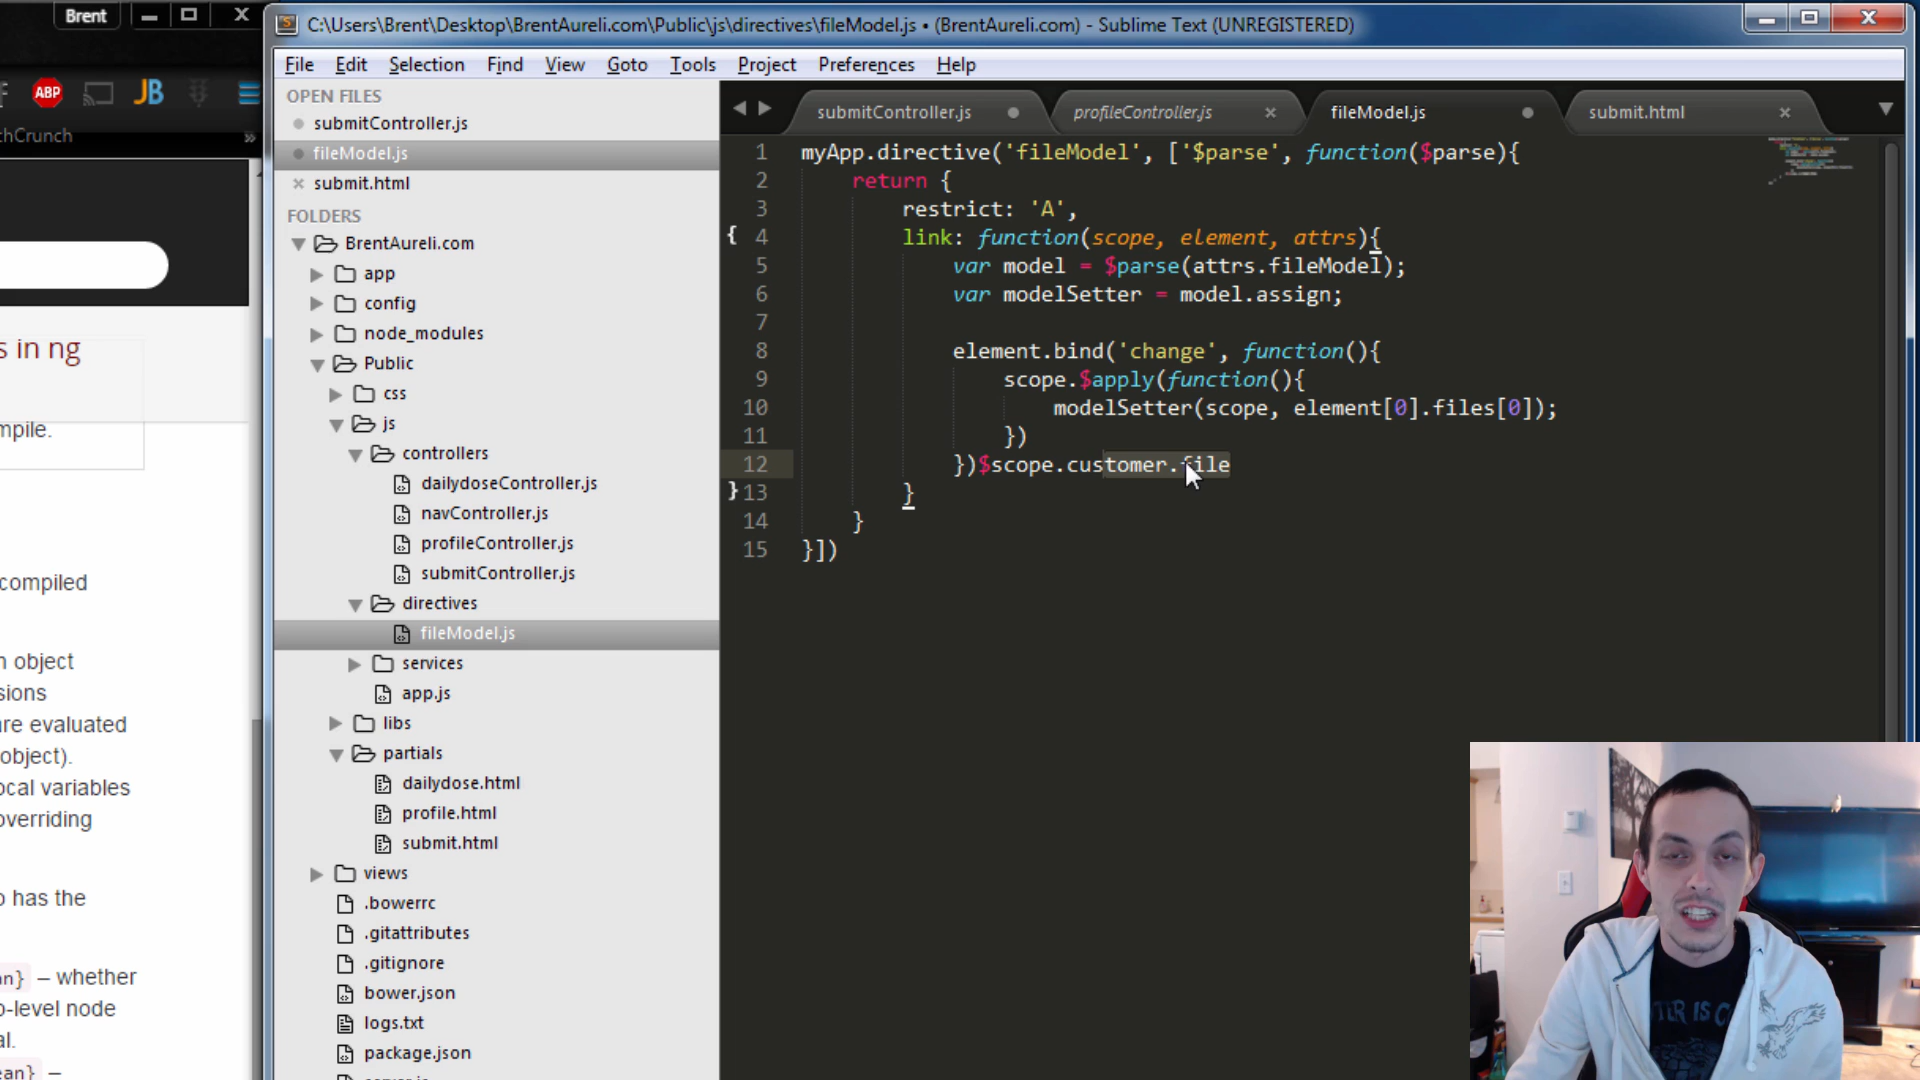 Brent
C:\Users\Brent\Desktop\BrentAureli.com\Public\js\directives\fileModel.js • (BrentAureli.com) - Sublime Text (UNREGISTERED)
File Edit Selection Find View Goto Tools Project Preferences Help
ABP
JB
hCrunch
s in ng
mpile.
compiled
n object
sions
re evaluated
object).
ocal variables
overriding
o has the
an} – whether
o-level node
al.
ean} –
OPEN FILES
submitController.js
fileModel.js
submit.html
FOLDERS
BrentAureli.com
app
config
node_modules
Public
css
js
controllers
dailydoseController.js
navController.js
profileController.js
submitController.js
directives
fileModel.js
services
app.js
libs
partials
dailydose.html
profile.html
submit.html
views
.bowerrc
.gitattributes
.gitignore
bower.json
logs.txt
package.json
submitController.js profileController.js fileModel.js submit.html
1 myApp.directive('fileModel', ['$parse', function($parse){
2 return {
3 restrict: 'A',
4 link: function(scope, element, attrs){
5 var model = $parse(attrs.fileModel);
6 var modelSetter = model.assign;
7
8 element.bind('change', function(){
9 scope.$apply(function(){
10 modelSetter(scope, element[0].files[0]);
11 })
12 })$scope.customer.file
13 }
14 }
15 }])